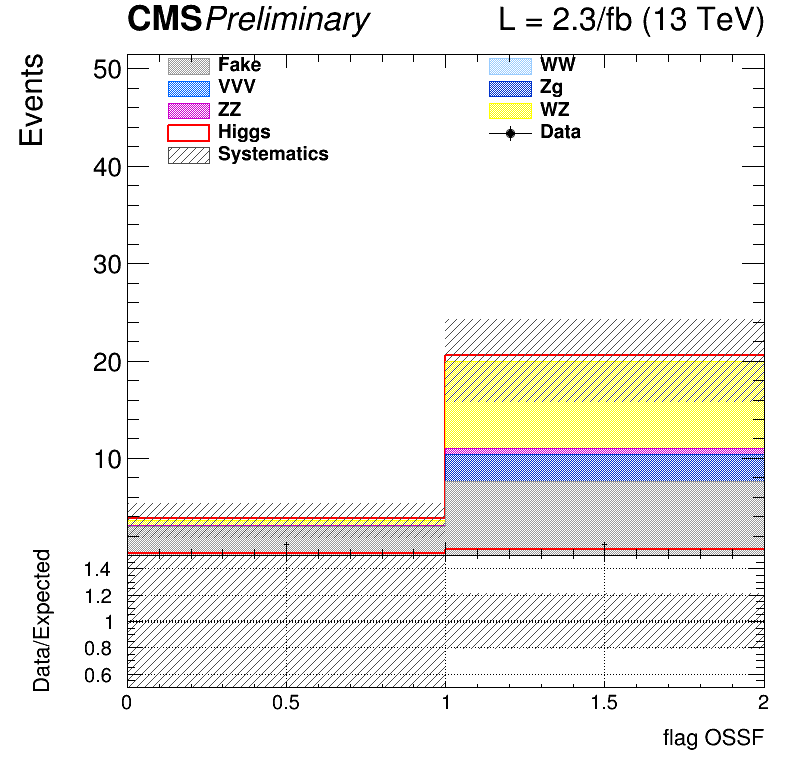 CMS Preliminary L = 2.3/fb (13 TeV)
Events
50
40
30
20
10
Fake WW
VVV Zg
ZZ WZ
Higgs Data
Systematics
Data/Expected
1.4
1.2
1
0.8
0.6
0 0.5 1 1.5 2
flag OSSF